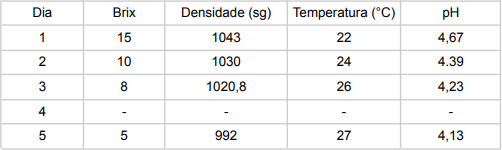 Dia Brix Densidade (sg) Temperatura (°C) pH
1 15 1043 22 4,67
2 10 1030 24 4.39
3 8 1020,8 26 4,23
4 - - - -
5 5 992 27 4,13